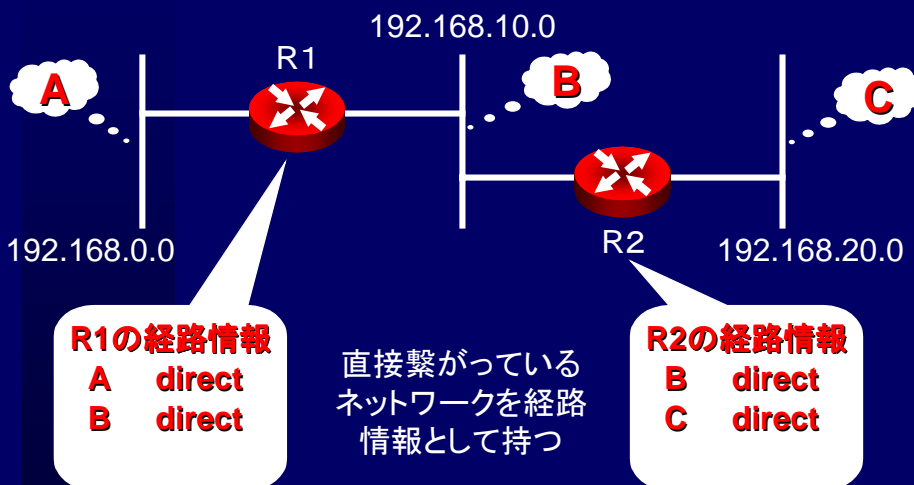 192.168.10.0
R1
A
B
C
192.168.0.0
R2
192.168.20.0
R1の経路情報
A direct
B direct
直接繋がっている
ネットワークを経路
情報として持つ
R2の経路情報
B direct
C direct